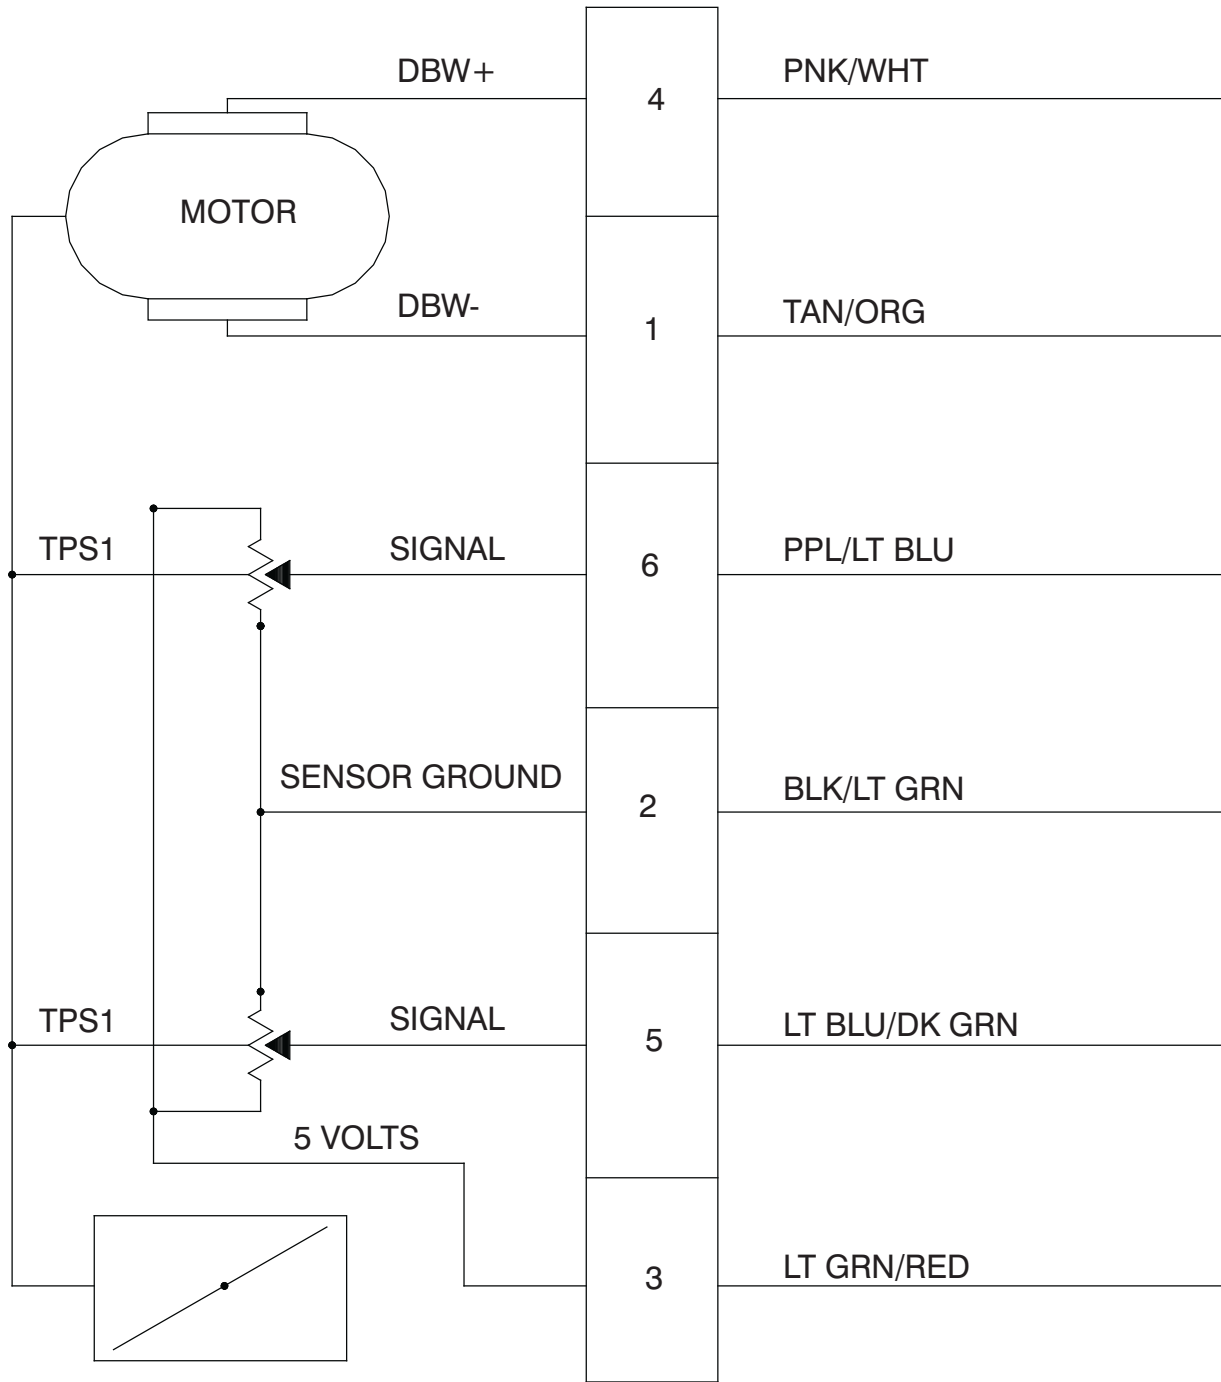 DBW+
4
PNK/WHT
MOTOR
DBW-
1
TAN/ORG
TPS1
SIGNAL
6
PPL/LT BLU
SENSOR GROUND
2
BLK/LT GRN
TPS1
SIGNAL
5
LT BLU/DK GRN
5 VOLTS
3
LT GRN/RED